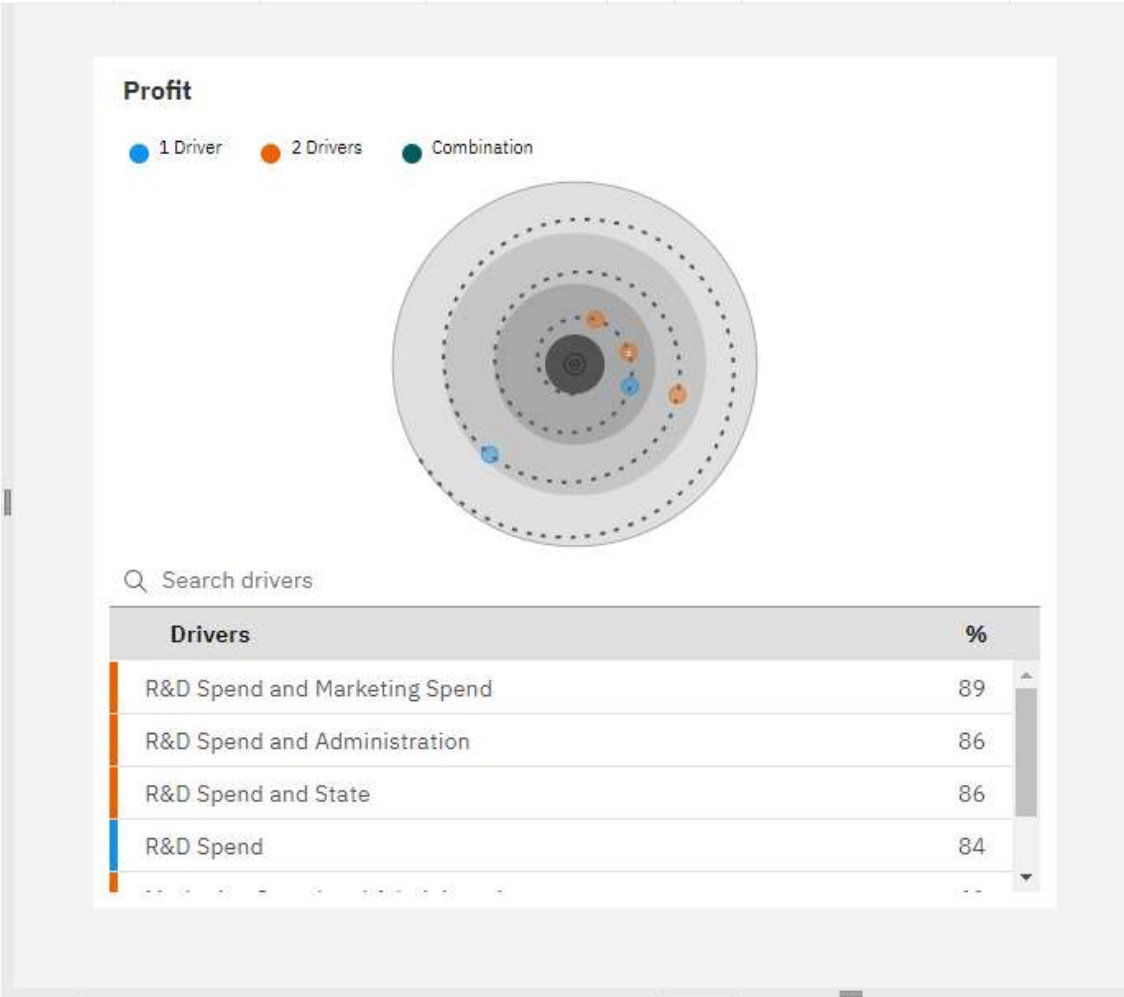 Profit
1 Driver 2 Drivers Combination
Search drivers
Drivers %
R&D Spend and Marketing Spend 89
R&D Spend and Administration 86
R&D Spend and State 86
R&D Spend 84